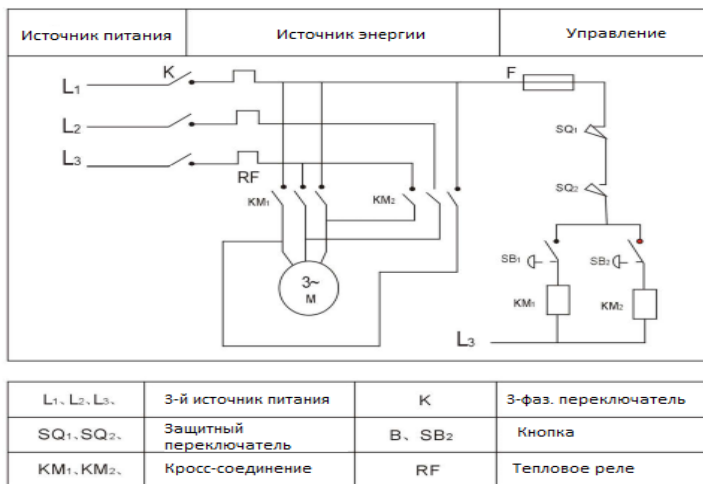 Источник питания
Источник энергии
Управление
K
F
L₁
L₂
L₃
RF
SQ₁
SQ₂
KM₁
KM₂
SB₁
SB₂
3~
M
KM₁
KM₂
L₃
L₁、L₂、L₃、
3-й источник питания
K
3-фаз. переключатель
SQ₁、SQ₂、
Защитный
переключатель
B、SB₂
Кнопка
KM₁、KM₂、
Кросс-соединение
RF
Тепловое реле